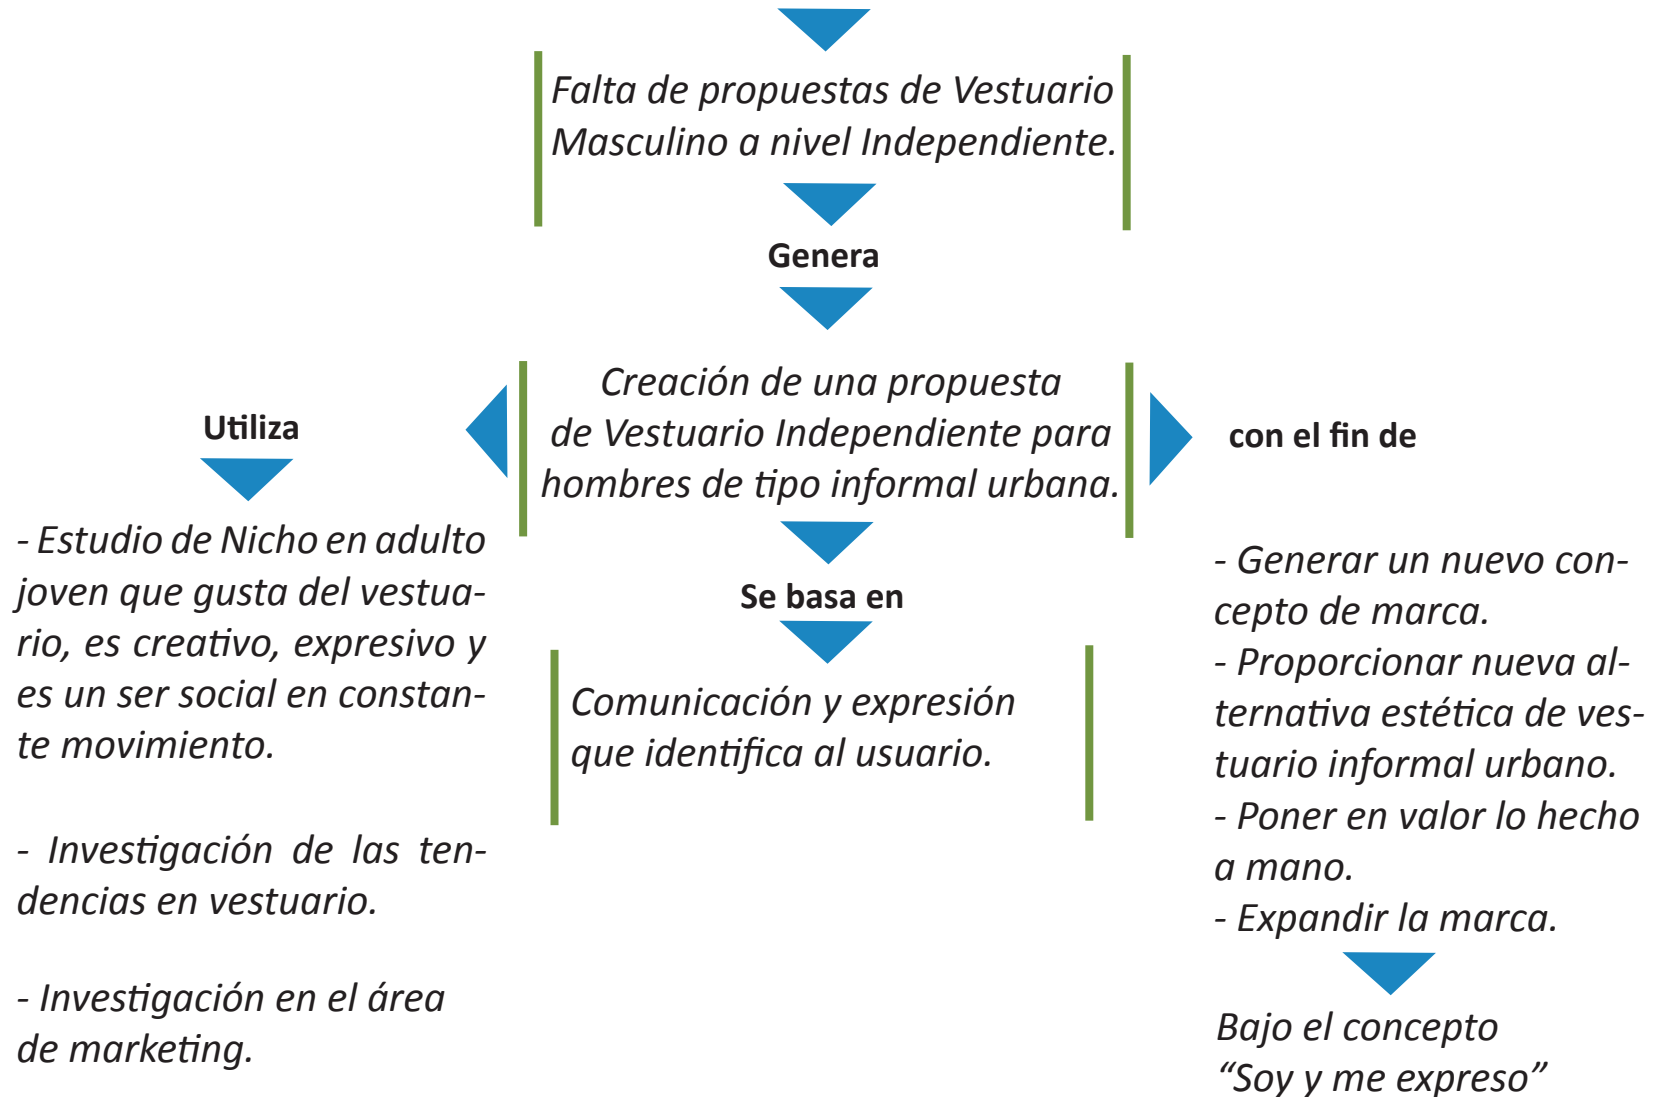 Falta de propuestas de Vestuario
Masculino a nivel Independiente.
Genera
Creación de una propuesta
de Vestuario Independiente para
hombres de tipo informal urbana.
Utiliza
- Estudio de Nicho en adulto
joven que gusta del vestua-
rio, es creativo, expresivo y
es un ser social en constan-
te movimiento.
- Investigación de las ten-
dencias en vestuario.
- Investigación en el área
de marketing.
Se basa en
Comunicación y expresión
que identifica al usuario.
con el fin de
- Generar un nuevo con-
cepto de marca.
- Proporcionar nueva al-
ternativa estética de ves-
tuario informal urbano.
- Poner en valor lo hecho
a mano.
- Expandir la marca.
Bajo el concepto
“Soy y me expreso”